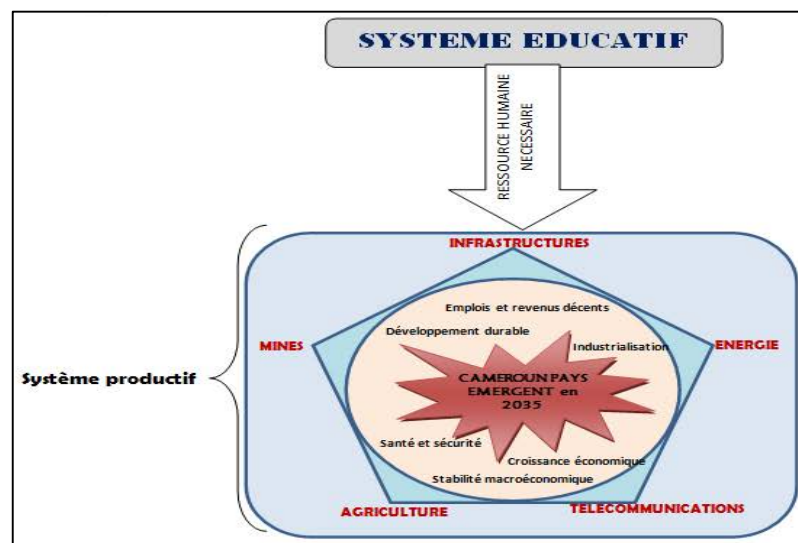 SYSTEME EDUCATIF
RESSOURCE HUMAINE
NECESSAIRE
INFRASTRUCTURES
Emplois et revenus décents
Développement durable
Industrialisation
MINES
ENERGIE
CAMEROUN PAYS
EMERGENT en
2035
Système productif
Santé et sécurité
Croissance économique
Stabilité macroéconomique
AGRICULTURE
TELECOMMUNICATIONS